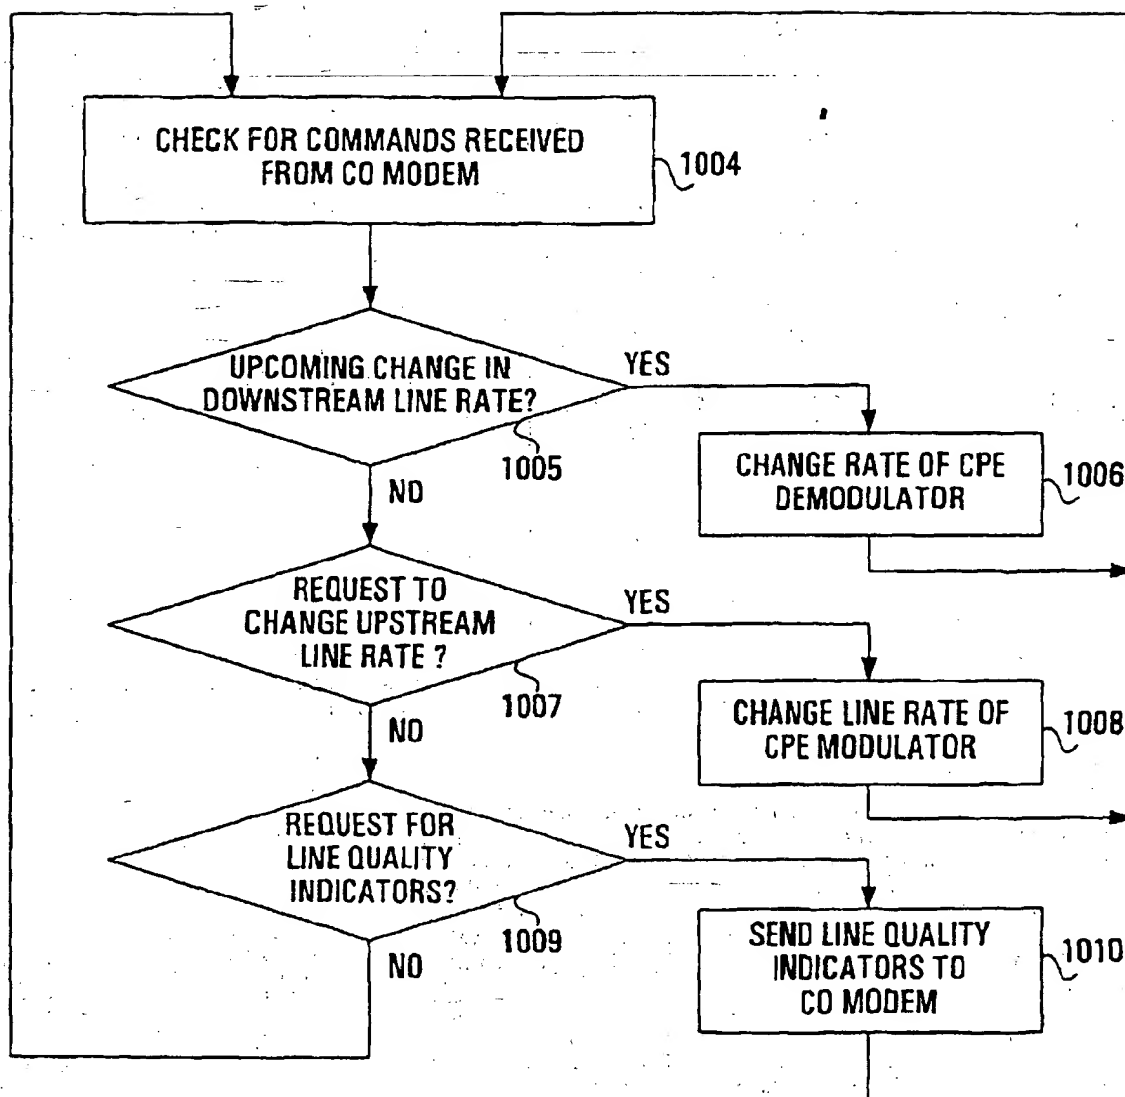 CHECK FOR COMMANDS RECEIVED
FROM CO MODEM
1004
UPCOMING CHANGE IN
DOWNSTREAM LINE RATE?
YES
1005
NO
CHANGE RATE OF CPE
DEMODULATOR
1006
REQUEST TO
CHANGE UPSTREAM
LINE RATE ?
YES
1007
NO
CHANGE LINE RATE OF
CPE MODULATOR
1008
REQUEST FOR
LINE QUALITY
INDICATORS?
YES
1009
NO
SEND LINE QUALITY
INDICATORS TO
CO MODEM
1010